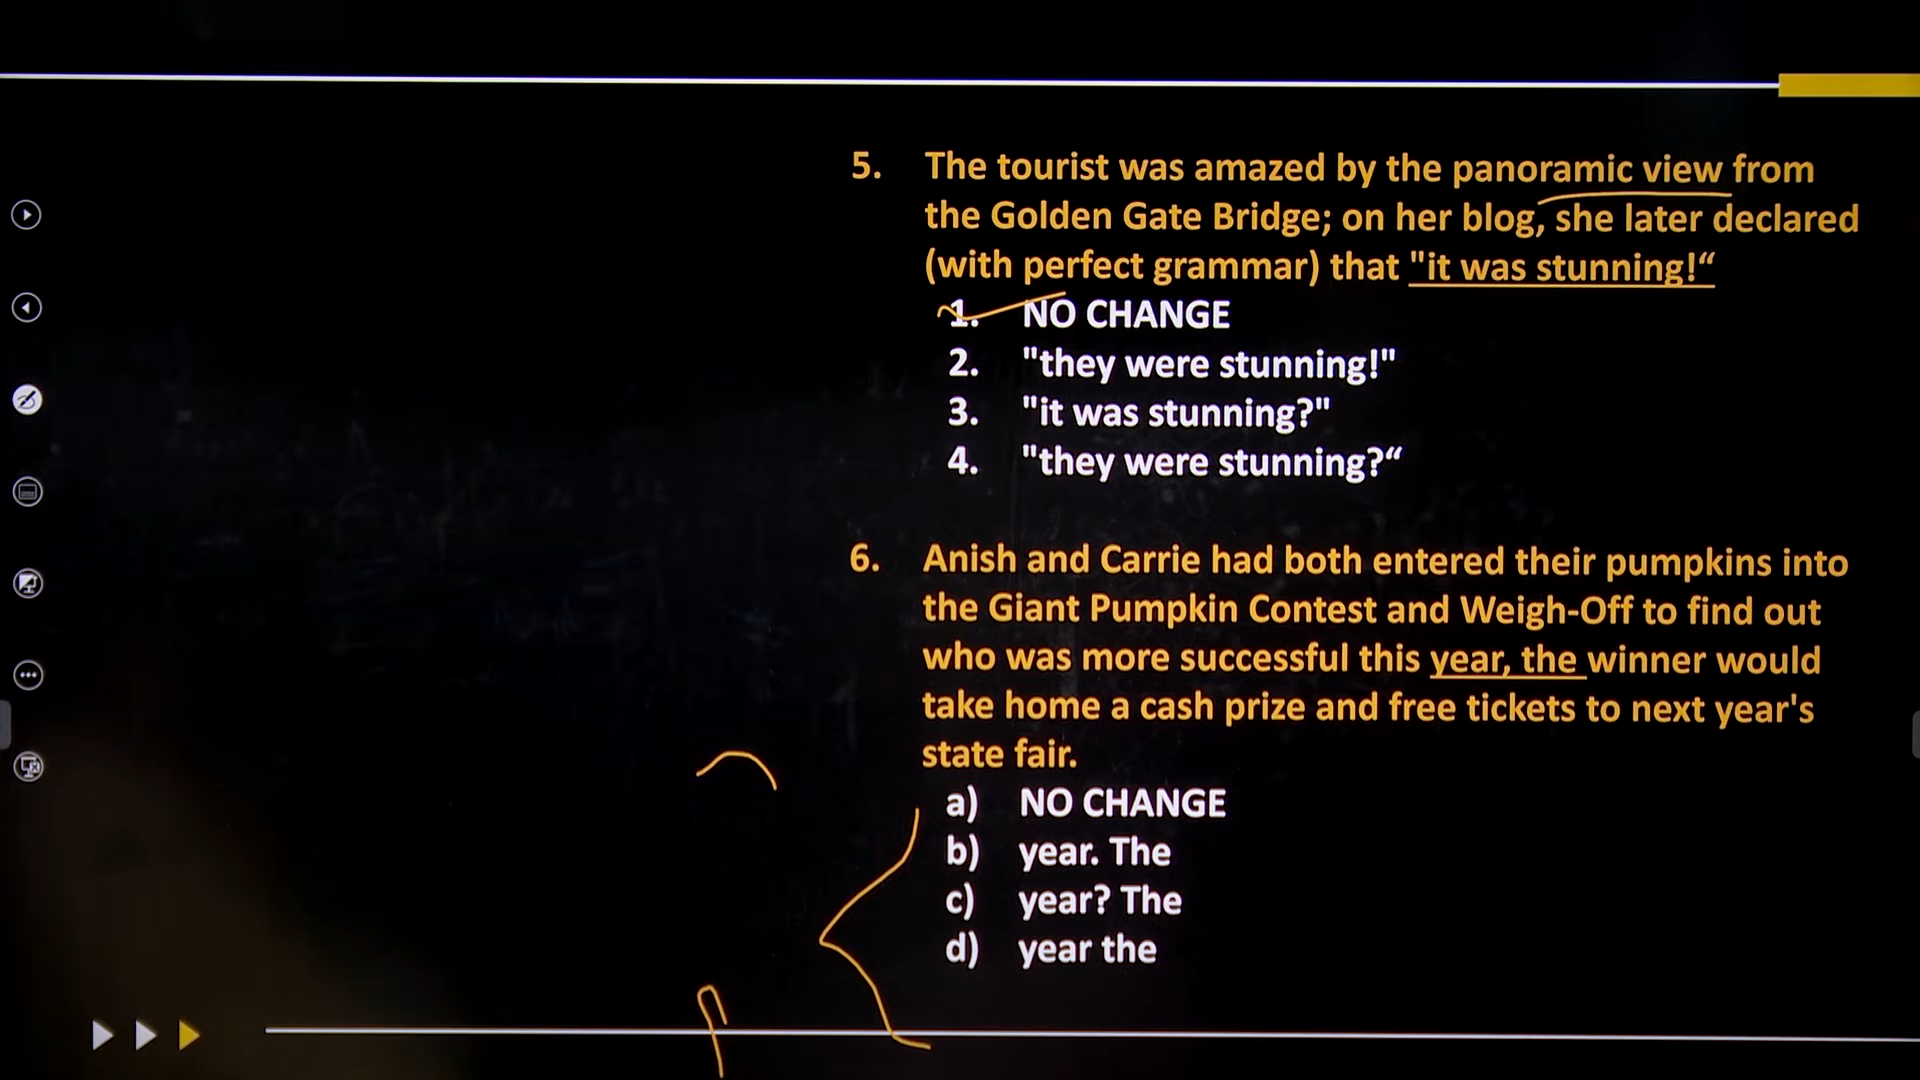 5. The tourist was amazed by the panoramic view from
the Golden Gate Bridge; on her blog, she later declared
(with perfect grammar) that "it was stunning!“
1. NO CHANGE
2. "they were stunning!"
3. "it was stunning?"
4. "they were stunning?“
6. Anish and Carrie had both entered their pumpkins into
the Giant Pumpkin Contest and Weigh-Off to find out
who was more successful this year, the winner would
take home a cash prize and free tickets to next year's
state fair.
a) NO CHANGE
b) year. The
c) year? The
d) year the